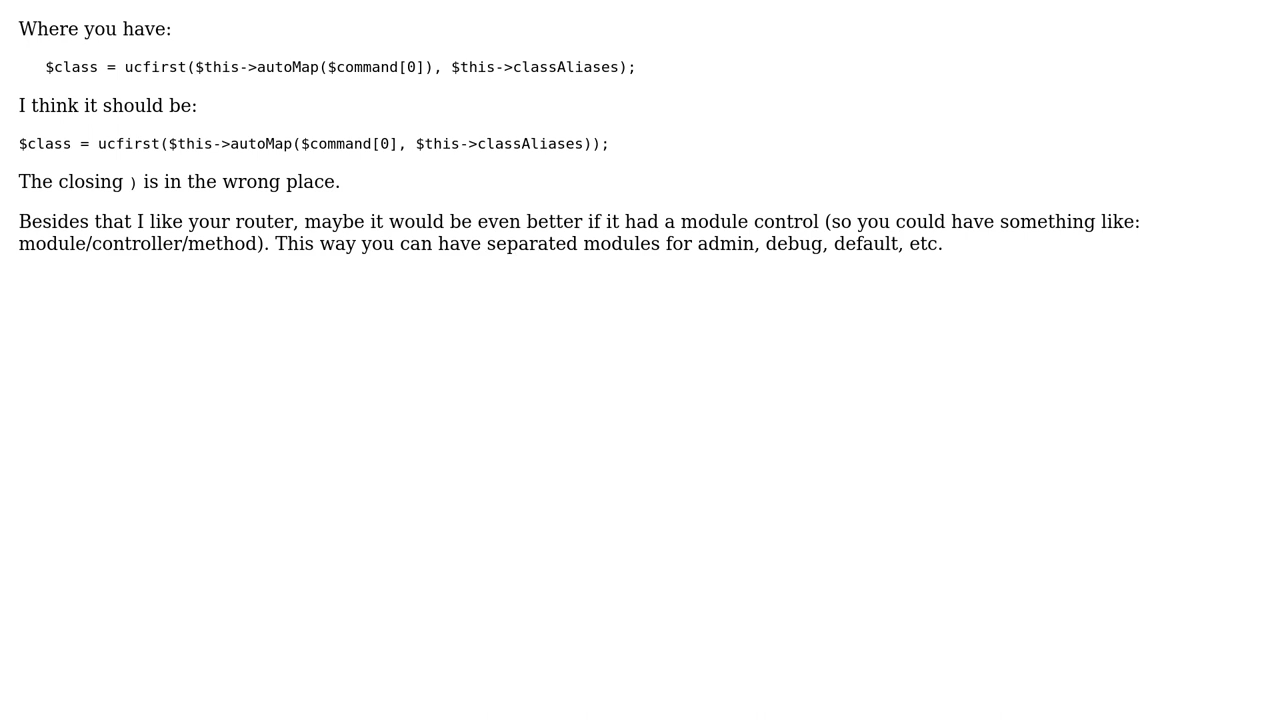 Where you have:
$class = ucfirst($this->autoMap($command[0]), $this->classAliases);
I think it should be:
$class = ucfirst($this->autoMap($command[0], $this->classAliases));
The closing ) is in the wrong place.
Besides that I like your router, maybe it would be even better if it had a module control (so you could have something like:
module/controller/method). This way you can have separated modules for admin, debug, default, etc.